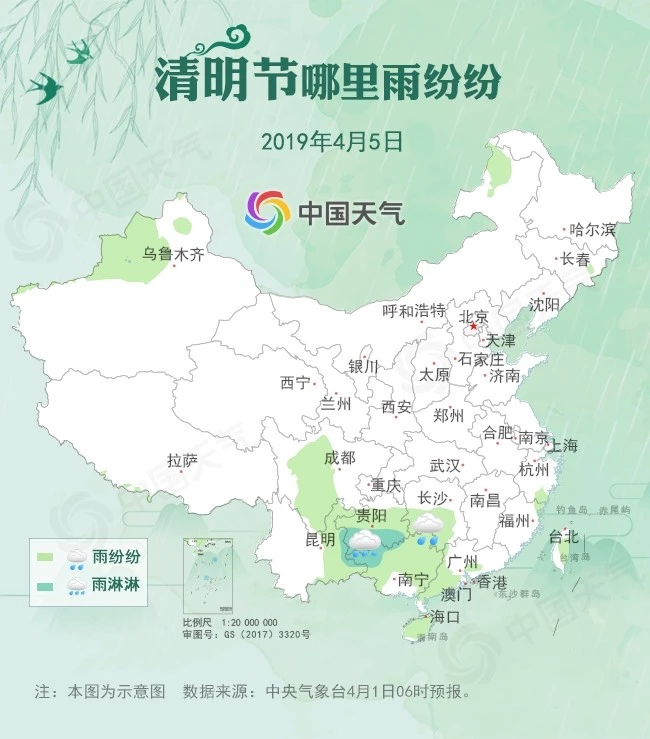 清明节哪里雨纷纷
2019年4月5日
中国天气
哈尔滨
长春
乌鲁木齐
沈阳
呼和浩特
北京
天津
石家庄
银川
太原
济南
西宁
兰州
西安
郑州
合肥
南京
上海
成都
拉萨
武汉
杭州
重庆
长沙
南昌
贵阳
钓鱼岛
赤尾屿
福州
昆明
台北
台湾岛
雨纷纷
雨淋淋
广州
南宁
香港
澳门
东沙群岛
海口
海南岛
比例尺 1:20 000 000
审图号:GS (2017) 3320号
注:本图为示意图 数据来源:中央气象台4月1日06时预报。